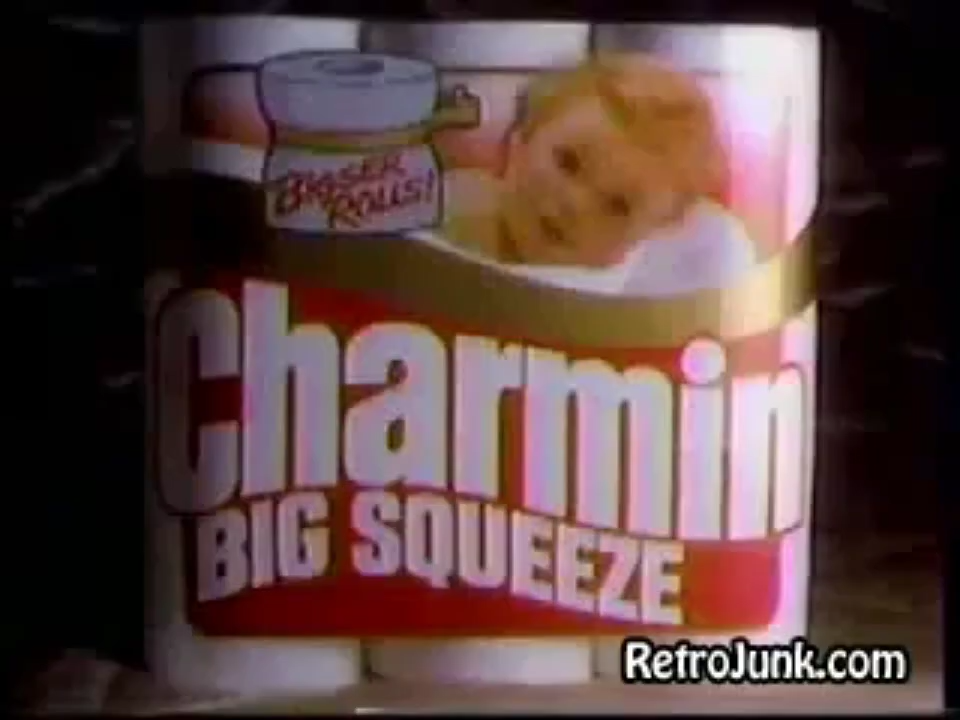 BIGGER
ROLLS!
Charmin
BIG SQUEEZE
RetroJunk.com